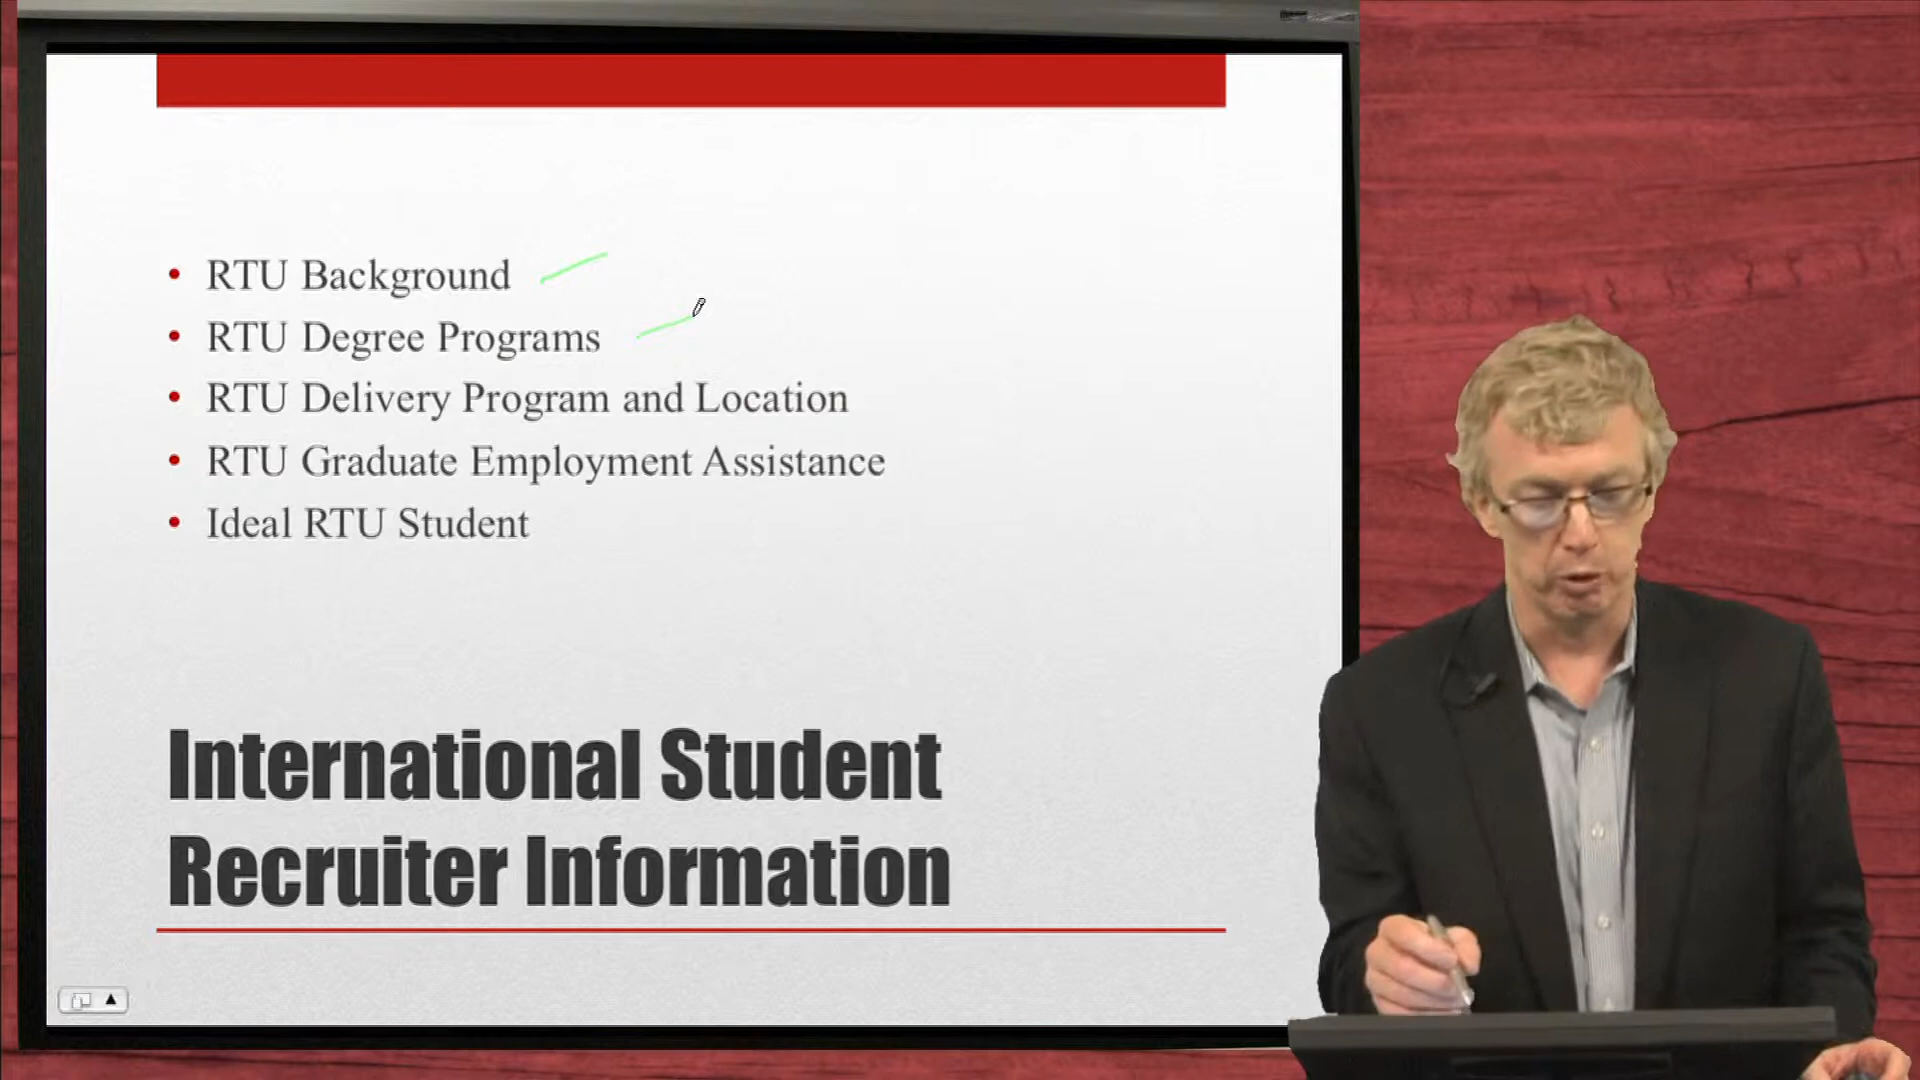 • RTU Background
• RTU Degree Programs
• RTU Delivery Program and Location
• RTU Graduate Employment Assistance
• Ideal RTU Student
International Student
Recruiter Information